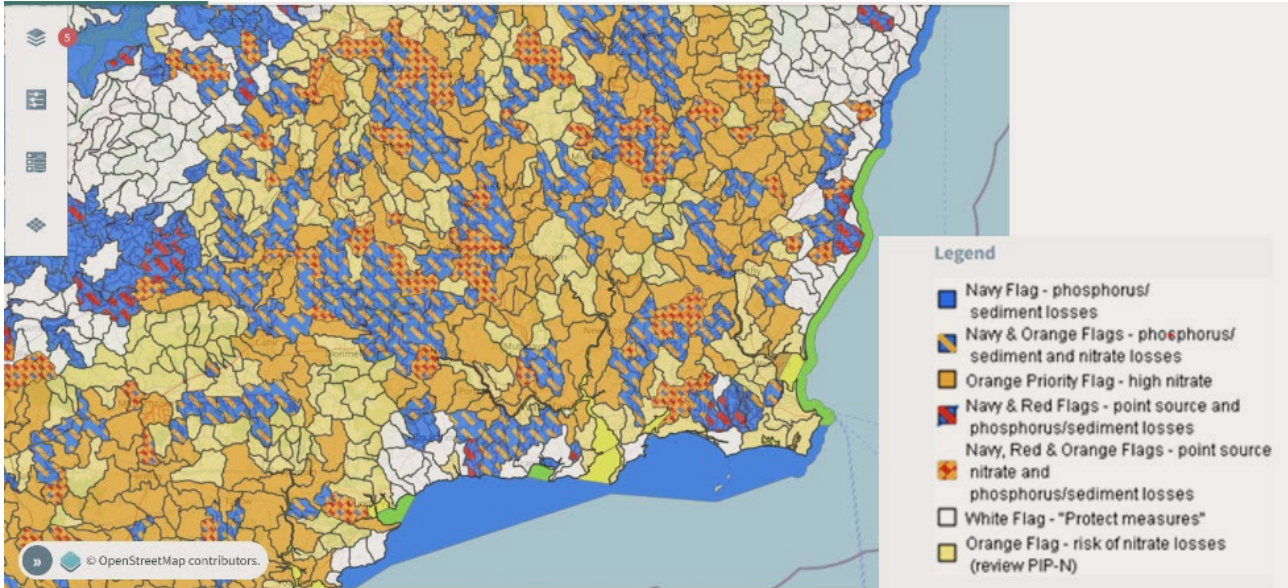 5
Legend
Navy Flag - phosphorus/
sediment losses
Navy & Orange Flags - phosphorus/
sediment and nitrate losses
Orange Priority Flag - high nitrate
Navy & Red Flags - point source and
phosphorus/sediment losses
Navy, Red & Orange Flags - point source
nitrate and
phosphorus/sediment losses
White Flag - "Protect measures"
Orange Flag - risk of nitrate losses
(review PIP-N)
»
© OpenStreetMap contributors.